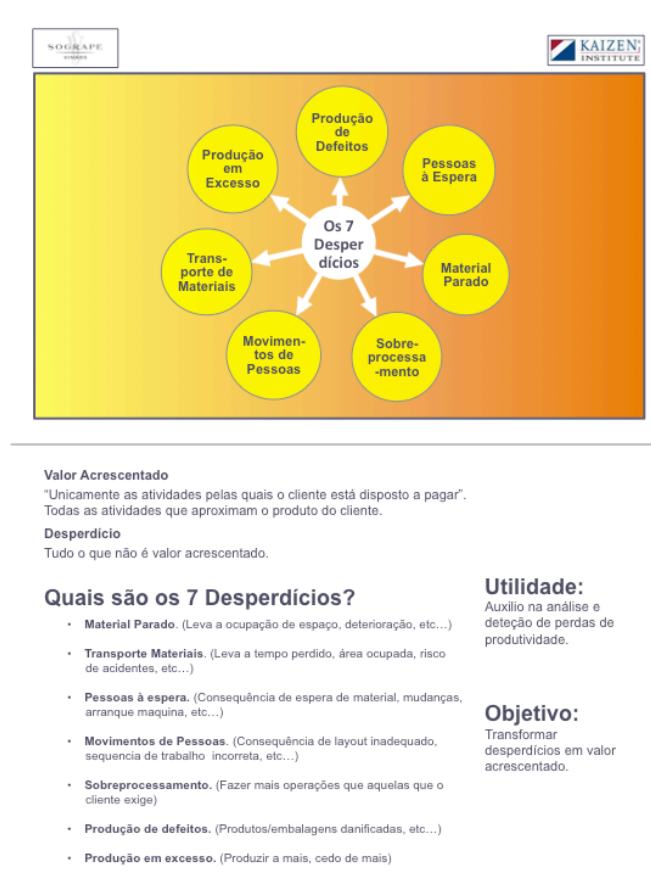 SOGRAPE
VINHOS
KAIZEN
INSTITUTE
Produção
de
Defeitos
Produção
em
Excesso
Pessoas
à Espera
Os 7
Desper
dícios
Trans-
porte de
Materiais
Material
Parado
Movimen-
tos de
Pessoas
Sobre-
processa
-mento
Valor Acrescentado
“Unicamente as atividades pelas quais o cliente está disposto a pagar”.
Todas as atividades que aproximam o produto do cliente.
Desperdício
Tudo o que não é valor acrescentado.
Quais são os 7 Desperdícios?
• Material Parado. (Leva a ocupação de espaço, deterioração, etc…)
• Transporte Materiais. (Leva a tempo perdido, área ocupada, risco
de acidentes, etc…)
• Pessoas à espera. (Consequência de espera de material, mudanças,
arranque maquina, etc…)
• Movimentos de Pessoas. (Consequência de layout inadequado,
sequencia de trabalho incorreta, etc…)
• Sobreprocessamento. (Fazer mais operações que aquelas que o
cliente exige)
• Produção de defeitos. (Produtos/embalagens danificadas, etc…)
• Produção em excesso. (Produzir a mais, cedo de mais)
Utilidade:
Auxilio na análise e
deteção de perdas de
produtividade.
Objetivo:
Transformar
desperdícios em valor
acrescentado.